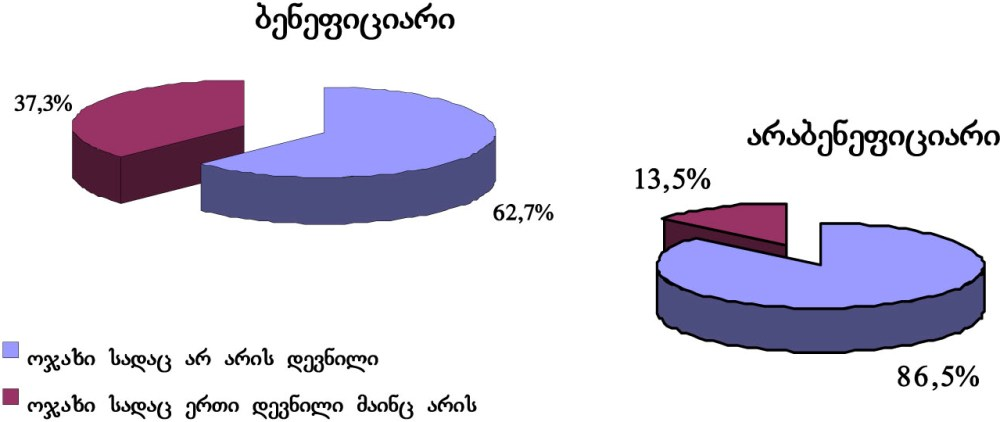 ბენეფიციარი
37,3%
62,7%
არაბენეფიციარი
13,5%
86,5%
ოჯახი სადაც არ არის დევნილი
ოჯახი სადაც ერთი დევნილი მაინც არის